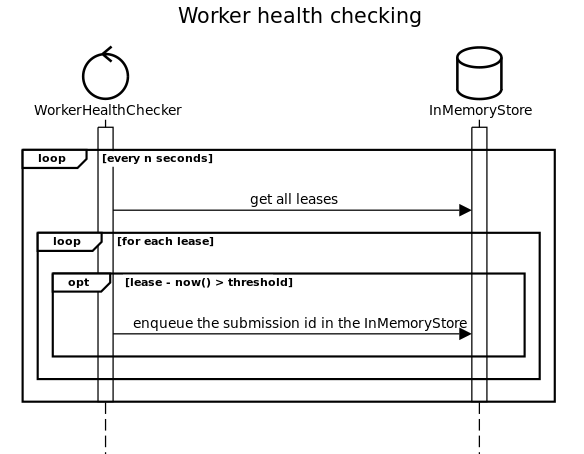 Worker health checking
WorkerHealthChecker
InMemoryStore
loop
[every n seconds]
get all leases
loop
[for each lease]
opt
[lease - now() > threshold]
enqueue the submission id in the InMemoryStore